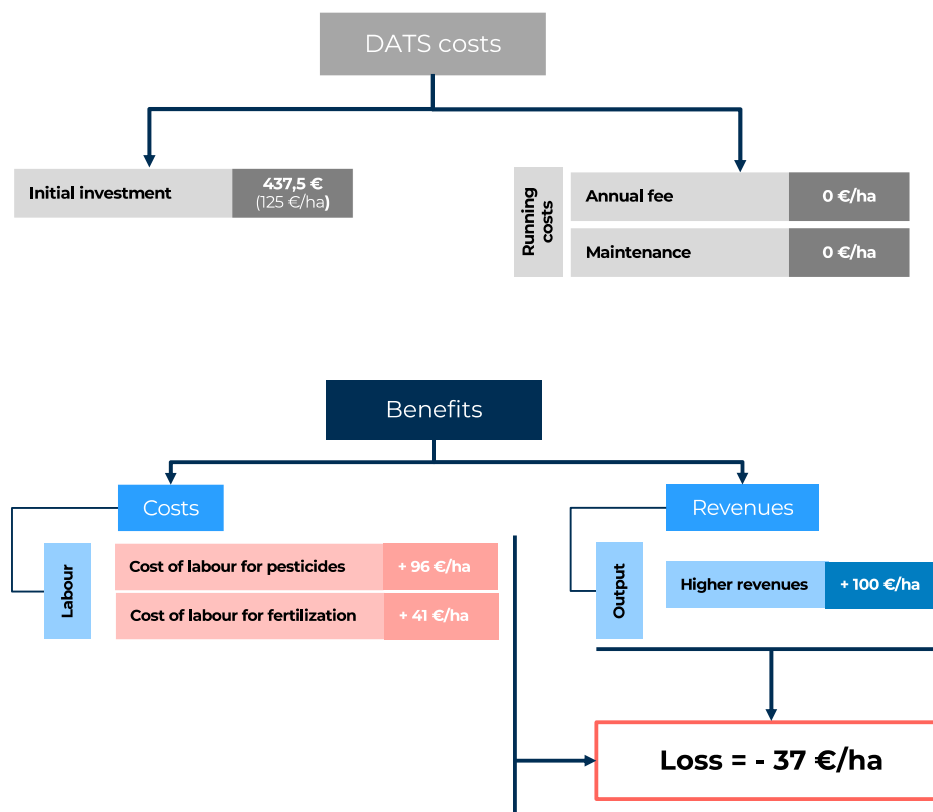 DATS costs
Initial investment
437,5 €
(125 €/ha)
Running
costs
Annual fee
0 €/ha
Maintenance
0 €/ha
Benefits
Costs
Revenues
Labour
Cost of labour for pesticides
+ 96 €/ha
Cost of labour for fertilization
+ 41 €/ha
Output
Higher revenues
+ 100 €/ha
Loss = - 37 €/ha